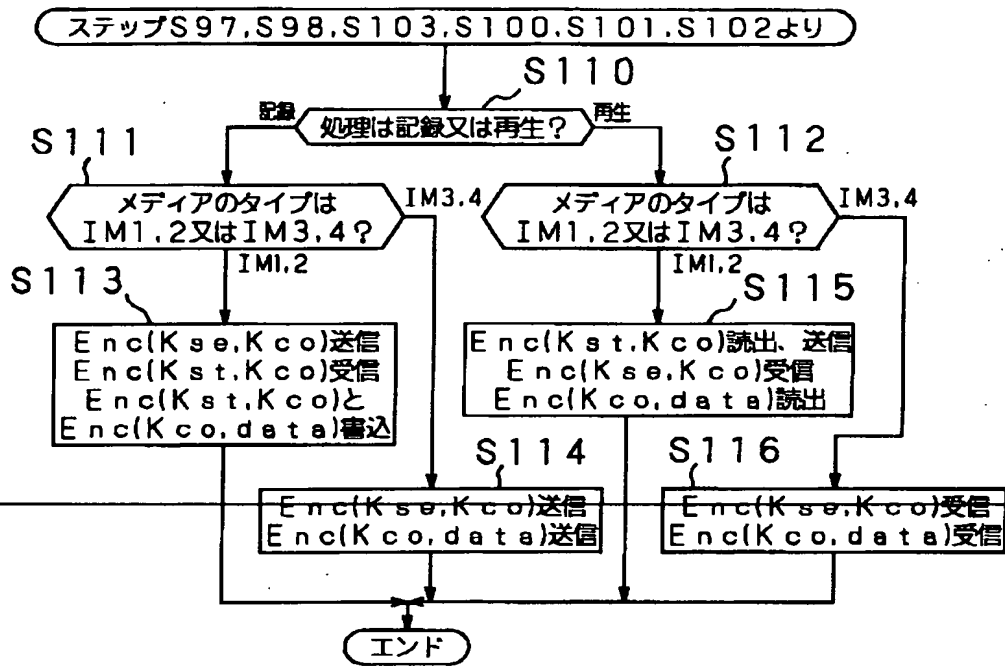 ステップS97,S98,S103,S100,S101,S102より
S110
記録
処理は記録又は再生?
再生
S111
メディアのタイプは
IM1,2又はIM3,4?
IM3,4
IM1,2
S112
メディアのタイプは
IM1,2又はIM3,4?
IM3,4
IM1,2
S113
Enc(Kse,Kco)送信
Enc(Kst,Kco)受信
Enc(Kst,Kco)と
Enc(Kco,data)書込
S115
Enc(Kst,Kco)読出、送信
Enc(Kse,Kco)受信
Enc(Kco,data)読出
S114
Enc(Kse,Kco)送信
Enc(Kco,data)送信
S116
Enc(Kse,Kco)受信
Enc(Kco,data)受信
エンド